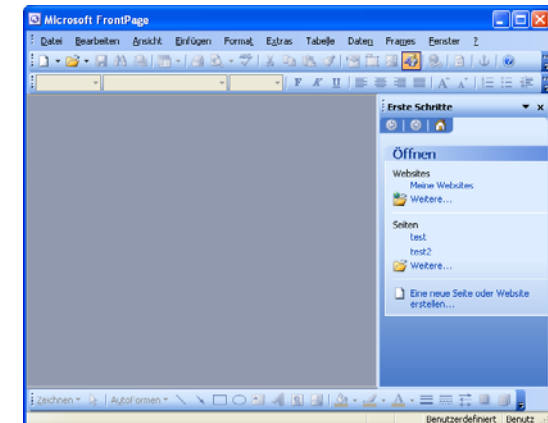 Microsoft FrontPage
Datei Bearbeiten Ansicht Einfügen Format Extras Tabelle Daten Frames Fenster ?
F K U
Erste Schritte
Öffnen
Websites
Meine Websites
Weitere...
Seiten
test
test2
Weitere...
Eine neue Seite oder Website
erstellen...
Zeichnen AutoFormen
Benutzerdefiniert Benutz